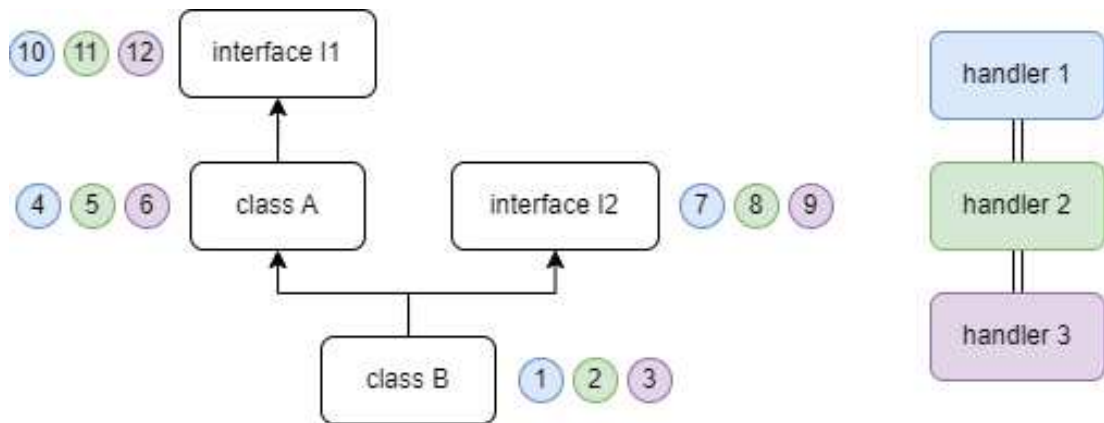 10 11 12 interface I1
handler 1
4 5 6 class A interface I2 7 8 9
handler 2
handler 3
class B 1 2 3